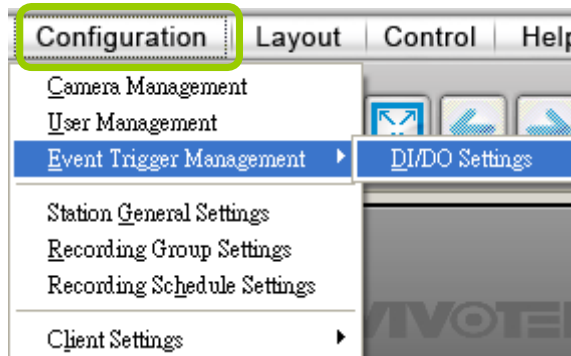 Configuration Layout Control Help
Camera Management
User Management
Event Trigger Management DI/DO Settings
Station General Settings
Recording Group Settings
Recording Schedule Settings
VIVOTEK
Client Settings